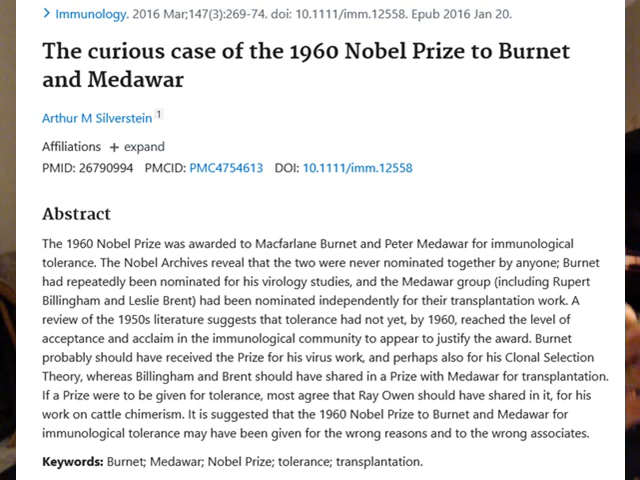 > Immunology. 2016 Mar;147(3):269-74. doi: 10.1111/imm.12558. Epub 2016 Jan 20.
The curious case of the 1960 Nobel Prize to Burnet
and Medawar
Arthur M Silverstein 1
Affiliations + expand
PMID: 26790994 PMCID: PMC4754613 DOI: 10.1111/imm.12558
Abstract
The 1960 Nobel Prize was awarded to Macfarlane Burnet and Peter Medawar for immunological
tolerance. The Nobel Archives reveal that the two were never nominated together by anyone; Burnet
had repeatedly been nominated for his virology studies, and the Medawar group (including Rupert
Billingham and Leslie Brent) had been nominated independently for their transplantation work. A
review of the 1950s literature suggests that tolerance had not yet, by 1960, reached the level of
acceptance and acclaim in the immunological community to appear to justify the award. Burnet
probably should have received the Prize for his virus work, and perhaps also for his Clonal Selection
Theory, whereas Billingham and Brent should have shared in a Prize with Medawar for transplantation.
If a Prize were to be given for tolerance, most agree that Ray Owen should have shared in it, for his
work on cattle chimerism. It is suggested that the 1960 Nobel Prize to Burnet and Medawar for
immunological tolerance may have been given for the wrong reasons and to the wrong associates.
Keywords: Burnet; Medawar; Nobel Prize; tolerance; transplantation.